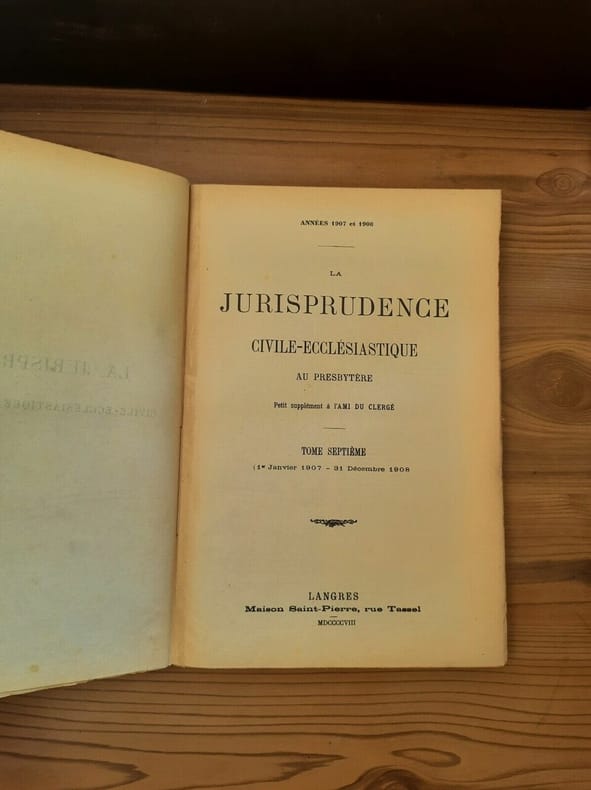 ANNÉES 1907 et 1908
LA
JURISPRUDENCE
CIVILE-ECCLÉSIASTIQUE
AU PRESBYTÈRE
Petit supplément à l'AMI DU CLERGÉ
TOME SEPTIÈME
(1er Janvier 1907 - 31 Décembre 1908
LANGRES
Maison Saint-Pierre, rue Tassel
MDCCCCVIII